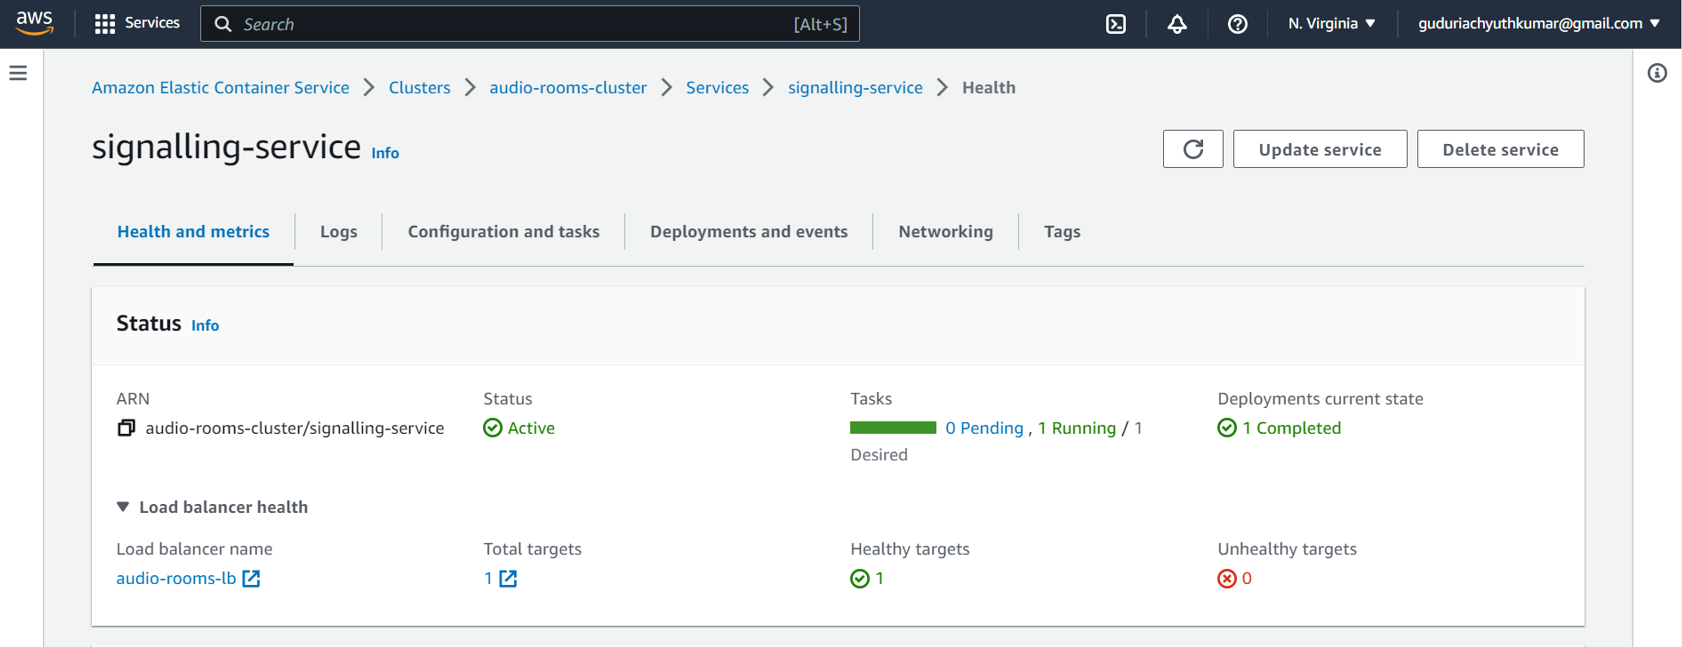 aws Services Search [Alt+S] N. Virginia guduriachyuthkumar@gmail.com
Amazon Elastic Container Service Clusters audio-rooms-cluster Services signalling-service Health
signalling-service Info Update service Delete service
Health and metrics Logs Configuration and tasks Deployments and events Networking Tags
Status Info
ARN Status Tasks Deployments current state
audio-rooms-cluster/signalling-service Active 0 Pending , 1 Running / 1 1 Completed
Desired
Load balancer health
Load balancer name Total targets Healthy targets Unhealthy targets
audio-rooms-lb 1 1 0